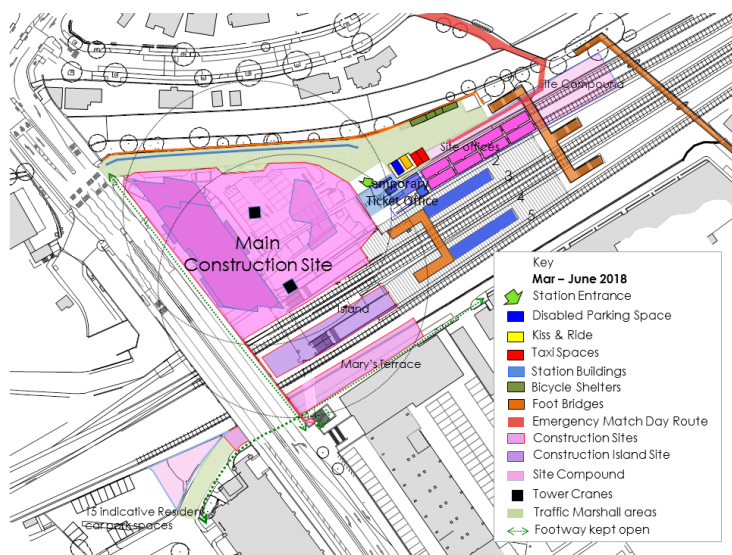 Site Compound
Site offices
2
3
4
5
Temporary
Ticket Office
Main
Construction Site
Island
Mary's Terrace
15 indicative Resident
car park spaces
Key
Mar – June 2018
Station Entrance
Disabled Parking Space
Kiss & Ride
Taxi Spaces
Station Buildings
Bicycle Shelters
Foot Bridges
Emergency Match Day Route
Construction Sites
Construction Island Site
Site Compound
Tower Cranes
Traffic Marshall areas
Footway kept open